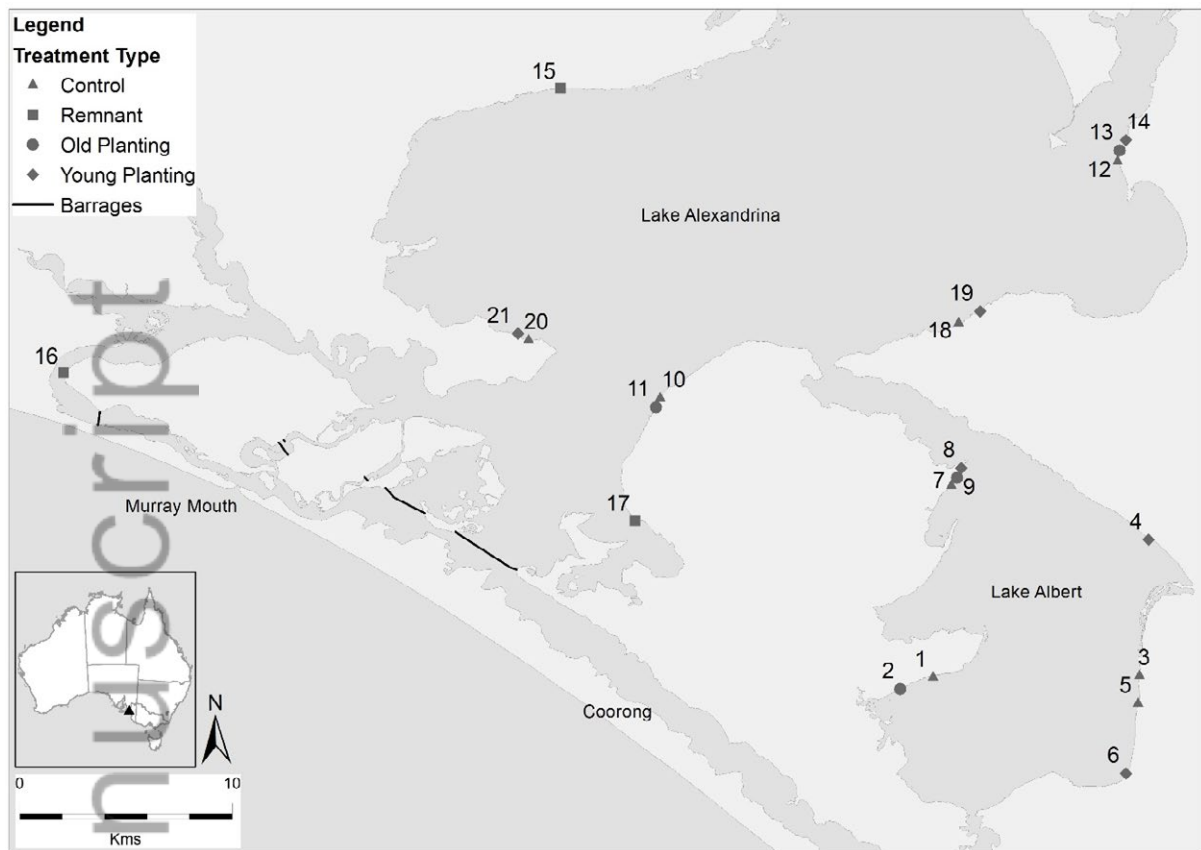 Legend
Treatment Type
Control
Remnant
Old Planting
Young Planting
Barrages
15
14
13
12
Lake Alexandrina
19
18
21
20
16
10
11
8
7
9
17
4
Murray Mouth
Lake Albert
3
1
2
5
Coorong
6
N
0 10
Kms
nuscript